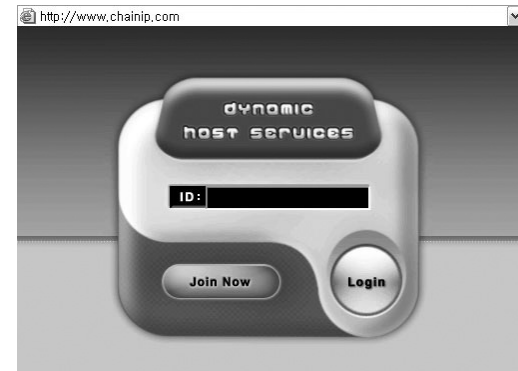 http://www.chainip.com
DYNAMIC
HOST SERVICES
ID:
Join Now
Login